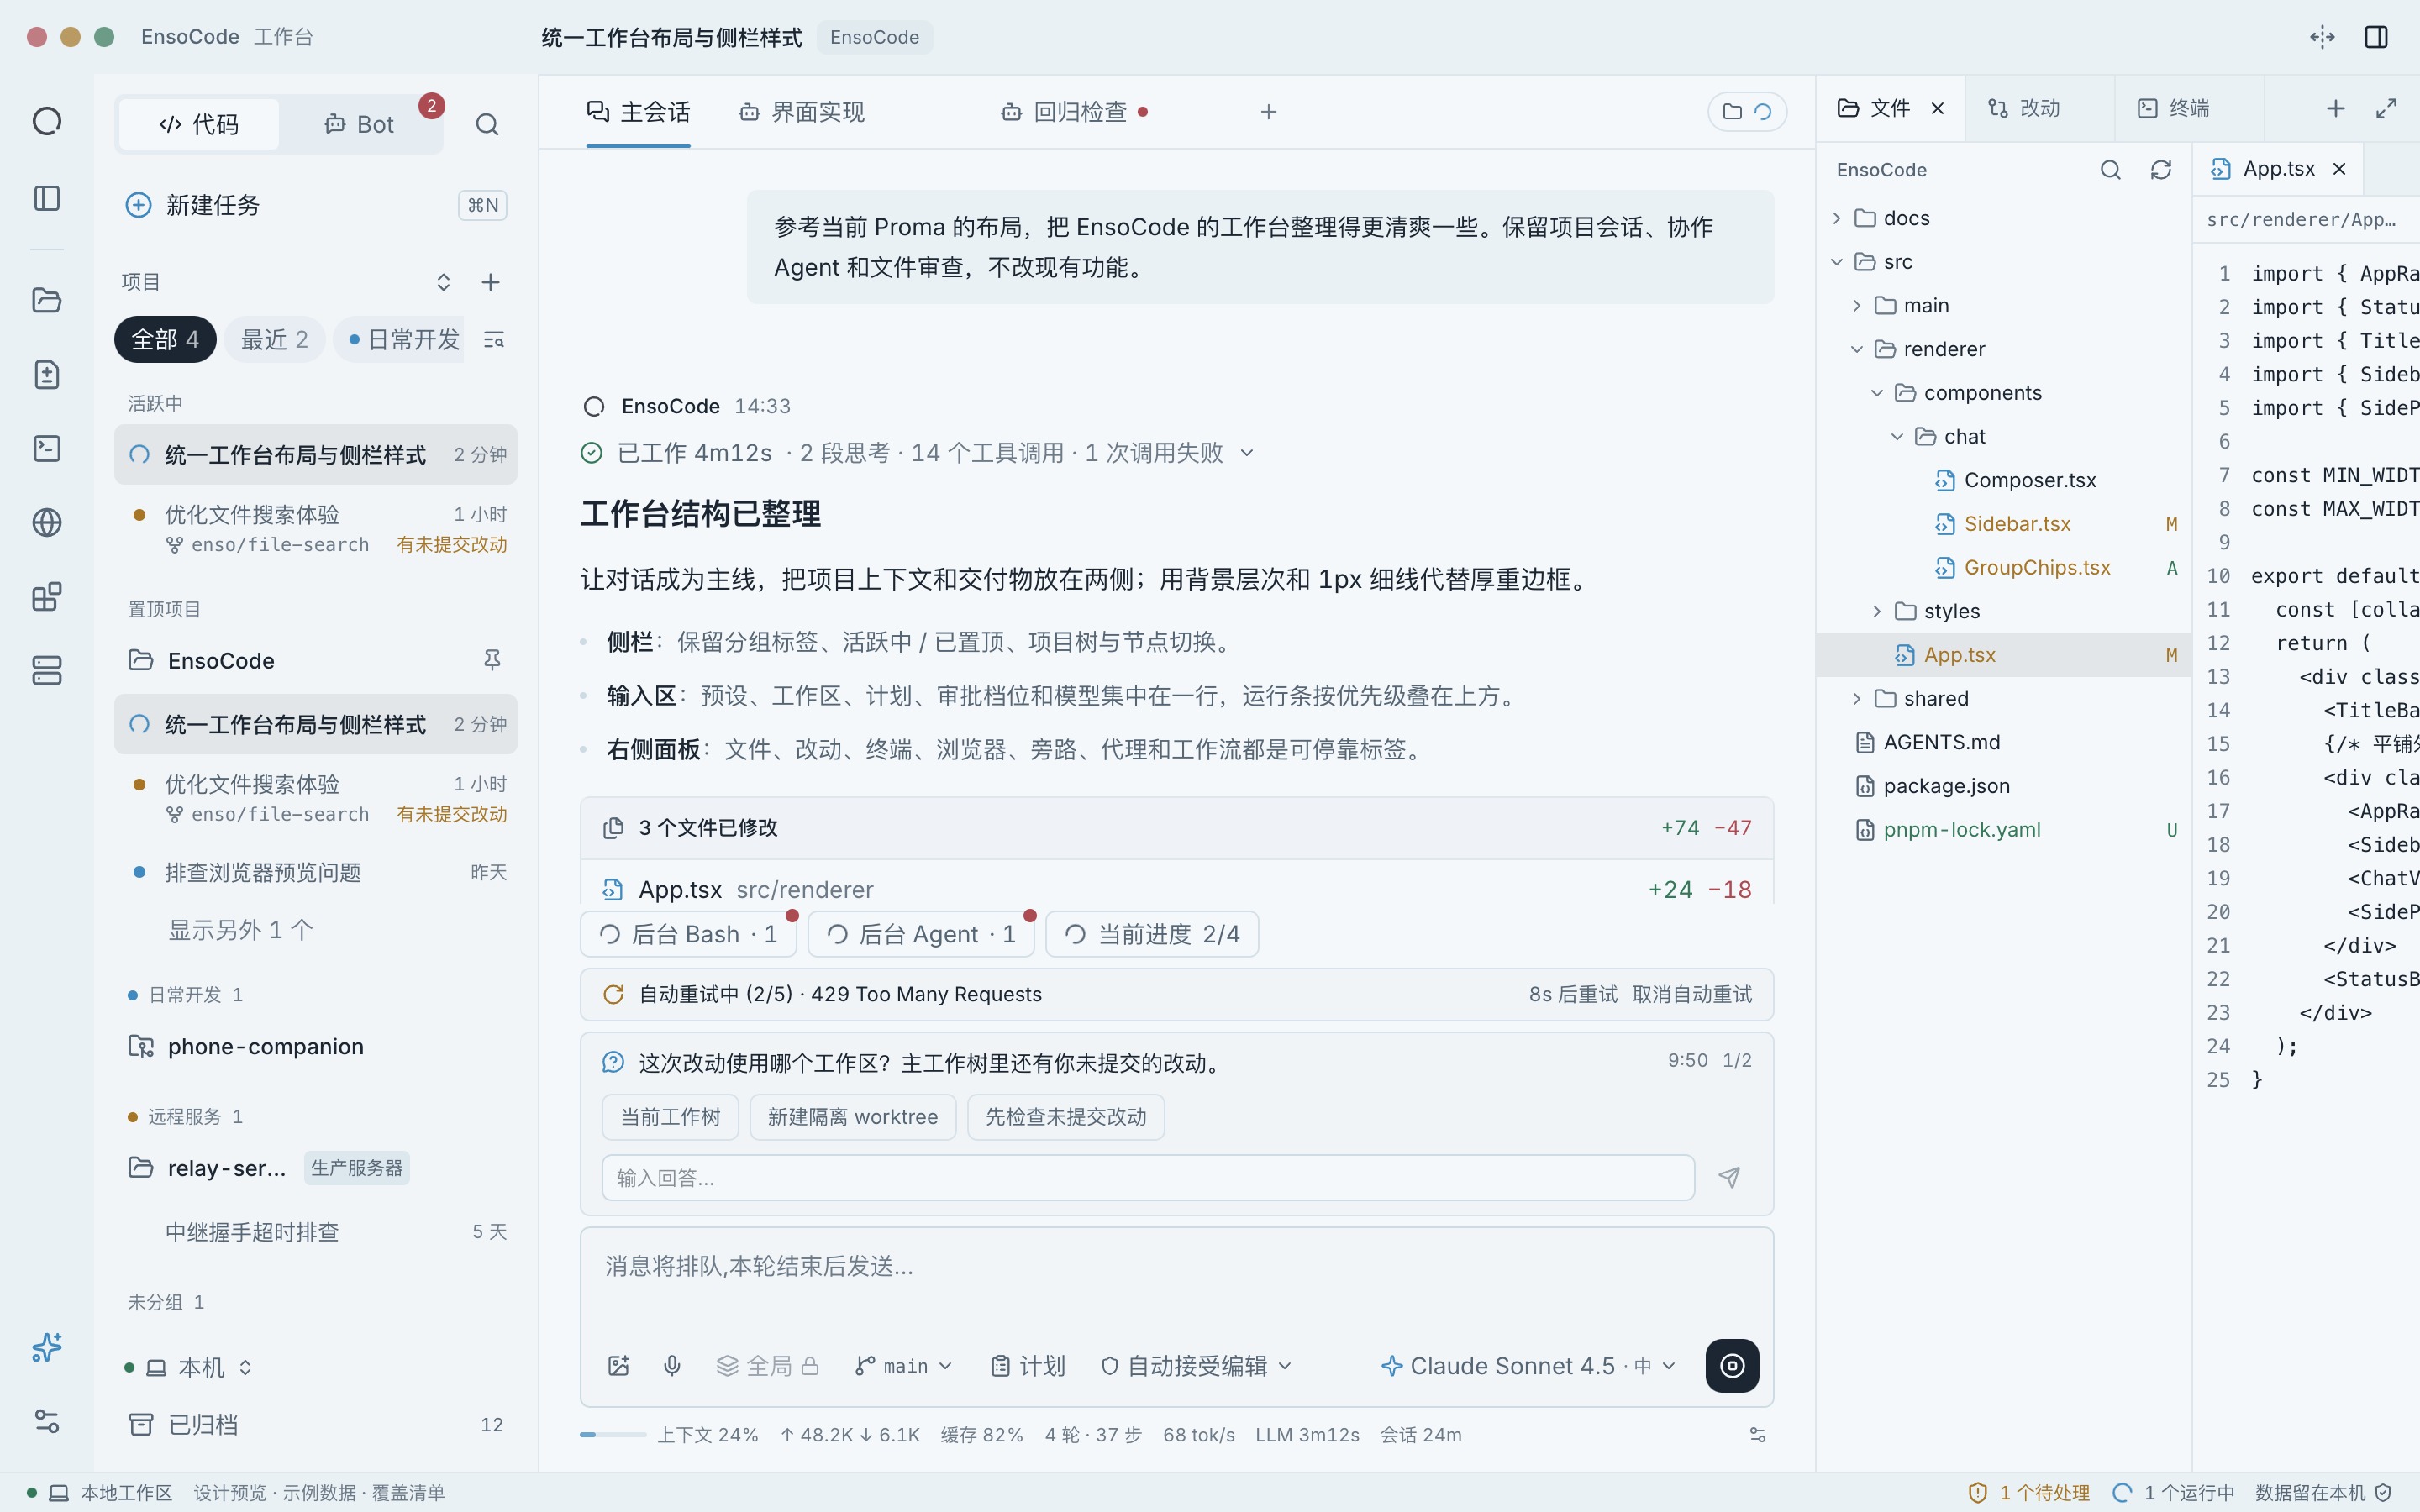 EnsoCode 工作台
统一工作台布局与侧栏样式 EnsoCode
代码 Bot 2
新建任务 ⌘N
项目
全部 4 最近 2 日常开发
活跃中
统一工作台布局与侧栏样式 2 分钟
优化文件搜索体验 1 小时
enso/file-search 有未提交改动
置顶项目
EnsoCode
统一工作台布局与侧栏样式 2 分钟
优化文件搜索体验 1 小时
enso/file-search 有未提交改动
排查浏览器预览问题 昨天
显示另外 1 个
日常开发 1
phone-companion
远程服务 1
relay-ser... 生产服务器
中继握手超时排查 5 天
未分组 1
本机
已归档 12
主会话 界面实现 回归检查
参考当前 Proma 的布局，把 EnsoCode 的工作台整理得更清爽一些。保留项目会话、协作
Agent 和文件审查，不改现有功能。
EnsoCode 14:33
已工作 4m12s · 2 段思考 · 14 个工具调用 · 1 次调用失败
工作台结构已整理
让对话成为主线，把项目上下文和交付物放在两侧；用背景层次和 1px 细线代替厚重边框。
• 侧栏：保留分组标签、活跃中 / 已置顶、项目树与节点切换。
• 输入区：预设、工作区、计划、审批档位和模型集中在一行，运行条按优先级叠在上方。
• 右侧面板：文件、改动、终端、浏览器、旁路、代理和工作流都是可停靠标签。
3 个文件已修改 +74 −47
App.tsx src/renderer +24 −18
后台 Bash · 1 后台 Agent · 1 当前进度 2/4
自动重试中 (2/5) · 429 Too Many Requests 8s 后重试 取消自动重试
这次改动使用哪个工作区？主工作树里还有你未提交的改动。 9:50 1/2
当前工作树 新建隔离 worktree 先检查未提交改动
输入回答...
消息将排队,本轮结束后发送...
全局 main 计划 自动接受编辑 Claude Sonnet 4.5 · 中
上下文 24% ↑ 48.2K ↓ 6.1K 缓存 82% 4 轮 · 37 步 68 tok/s LLM 3m12s 会话 24m
文件 改动 终端
EnsoCode
docs
src
main
renderer
components
chat
Composer.tsx
Sidebar.tsx M
GroupChips.tsx A
styles
App.tsx M
shared
AGENTS.md
package.json
pnpm-lock.yaml U
App.tsx
src/renderer/App…
1 import { AppRa
2 import { Statu
3 import { Title
4 import { Sideb
5 import { SideP
6
7 const MIN_WIDT
8 const MAX_WIDT
9
10 export default
11 const [colla
12 return (
13 <div class
14 <TitleBa
15 {/* 平铺
16 <div cla
17 <AppRa
18 <Sideb
19 <ChatV
20 <SideP
21 </div>
22 <StatusB
23 </div>
24 );
25 }
本地工作区 设计预览 · 示例数据 · 覆盖清单
1 个待处理 1 个运行中 数据留在本机